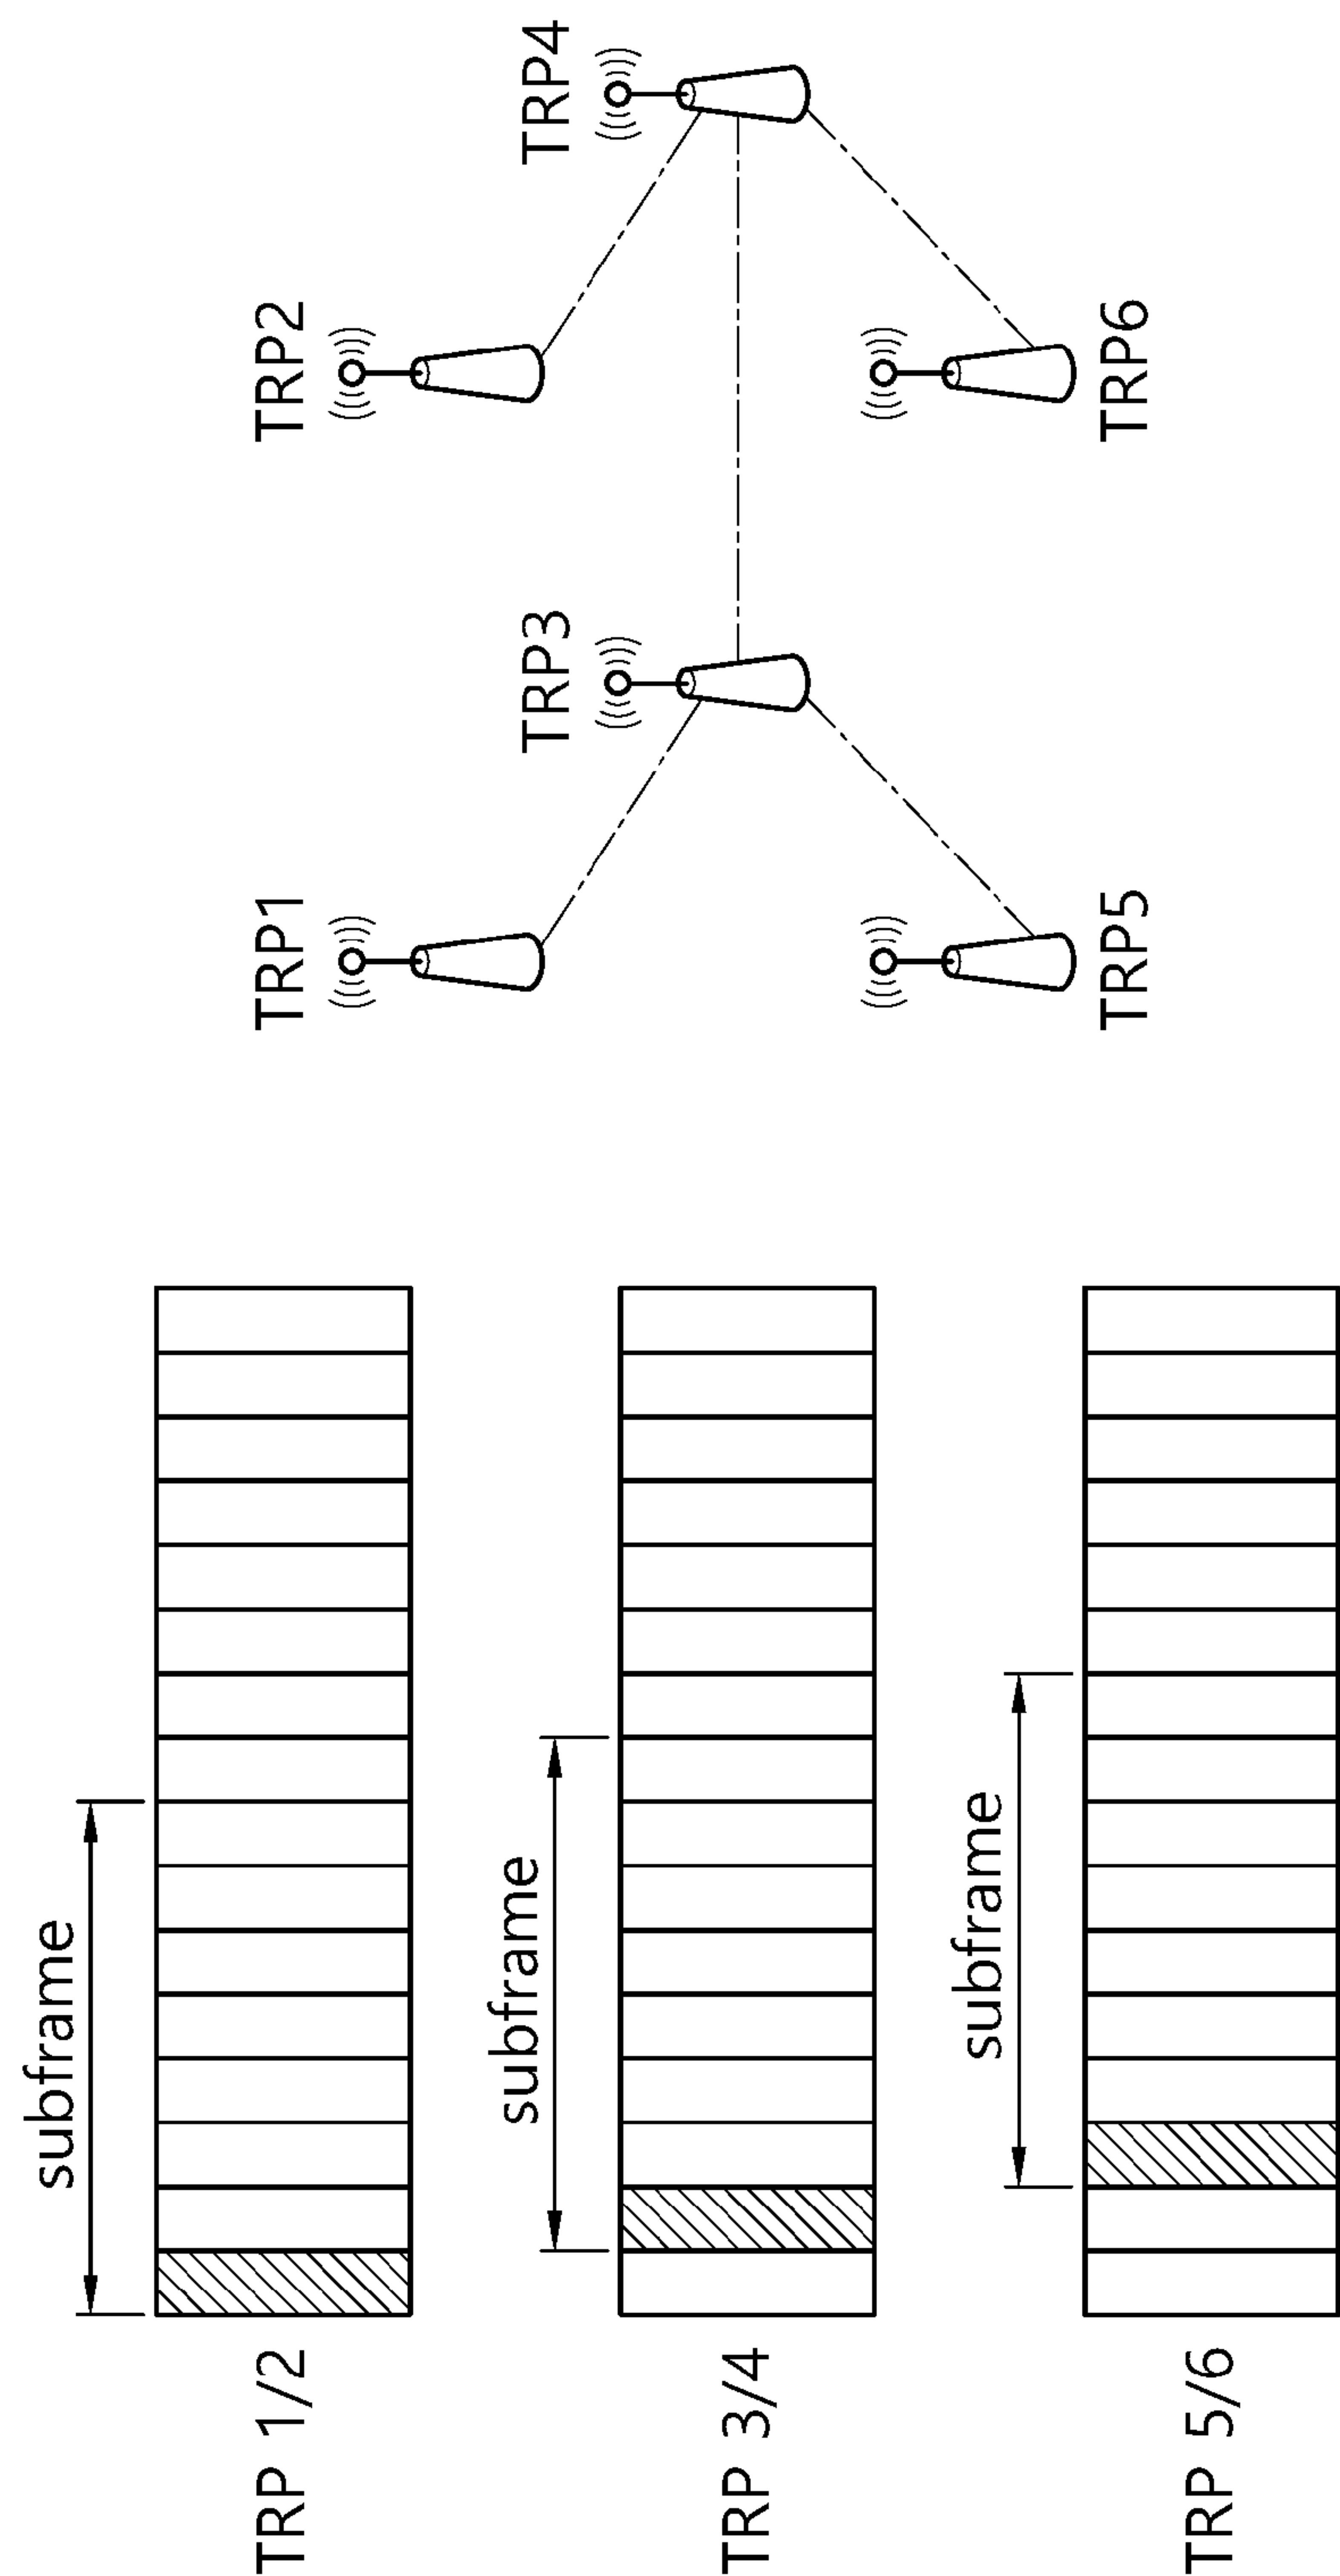 subframe
TRP 1/2
subframe
TRP 3/4
subframe
TRP 5/6
TRP1
TRP2
TRP3
TRP4
TRP5
TRP6